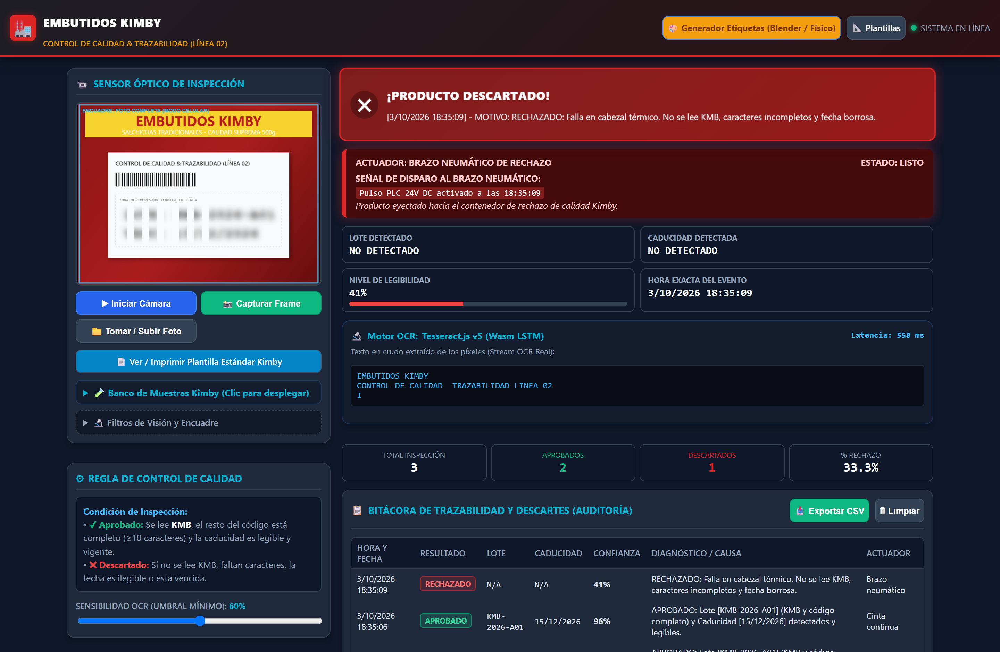 EMBUTIDOS KIMBY
CONTROL DE CALIDAD & TRAZABILIDAD (LÍNEA 02)
Generador Etiquetas (Blender / Físico)
Plantillas
SISTEMA EN LÍNEA
SENSOR ÓPTICO DE INSPECCIÓN
ENCUADRE: FOTO COMPLETA (MODO CELULAR)
EMBUTIDOS KIMBY
SALCHICHAS TRADICIONALES - CALIDAD SUPREMA 500g
CONTROL DE CALIDAD & TRAZABILIDAD (LÍNEA 02)
ZONA DE IMPRESIÓN TÉRMICA EN LÍNEA
Iniciar Cámara
Capturar Frame
Tomar / Subir Foto
Ver / Imprimir Plantilla Estándar Kimby
Banco de Muestras Kimby (Clic para desplegar)
Filtros de Visión y Encuadre
REGLA DE CONTROL DE CALIDAD
Condición de Inspección:
• ✔ Aprobado: Se lee KMB, el resto del código está
completo (≥10 caracteres) y la caducidad es legible y
vigente.
• ❌ Descartado: Si no se lee KMB, faltan caracteres, la
fecha es ilegible o está vencida.
SENSIBILIDAD OCR (UMBRAL MÍNIMO): 60%
¡PRODUCTO DESCARTADO!
[3/10/2026 18:35:09] - MOTIVO: RECHAZADO: Falla en cabezal térmico. No se lee KMB, caracteres incompletos y fecha borrosa.
ACTUADOR: BRAZO NEUMÁTICO DE RECHAZO
ESTADO: LISTO
SEÑAL DE DISPARO AL BRAZO NEUMÁTICO:
Pulso PLC 24V DC activado a las 18:35:09
Producto eyectado hacia el contenedor de rechazo de calidad Kimby.
LOTE DETECTADO
NO DETECTADO
CADUCIDAD DETECTADA
NO DETECTADO
NIVEL DE LEGIBILIDAD
41%
HORA EXACTA DEL EVENTO
3/10/2026 18:35:09
Motor OCR: Tesseract.js v5 (Wasm LSTM)
Latencia: 558 ms
Texto en crudo extraído de los píxeles (Stream OCR Real):
EMBUTIDOS KIMBY
CONTROL DE CALIDAD  TRAZABILIDAD LINEA 02
I
TOTAL INSPECCIÓN
3
APROBADOS
2
DESCARTADOS
1
% RECHAZO
33.3%
BITÁCORA DE TRAZABILIDAD Y DESCARTES (AUDITORÍA)
Exportar CSV
Limpiar
HORA Y
FECHA
RESULTADO
LOTE
CADUCIDAD
CONFIANZA
DIAGNÓSTICO / CAUSA
ACTUADOR
3/10/2026
18:35:09
RECHAZADO
N/A
N/A
41%
RECHAZADO: Falla en cabezal térmico. No se lee KMB,
caracteres incompletos y fecha borrosa.
Brazo
neumático
3/10/2026
18:35:06
APROBADO
KMB-
2026-A01
15/12/2026
96%
APROBADO: Lote [KMB-2026-A01] (KMB y código
completo) y Caducidad [15/12/2026] detectados y
legibles.
Cinta
continua
APROBADO: Lote [KMB-2026-A01] (KMB y código